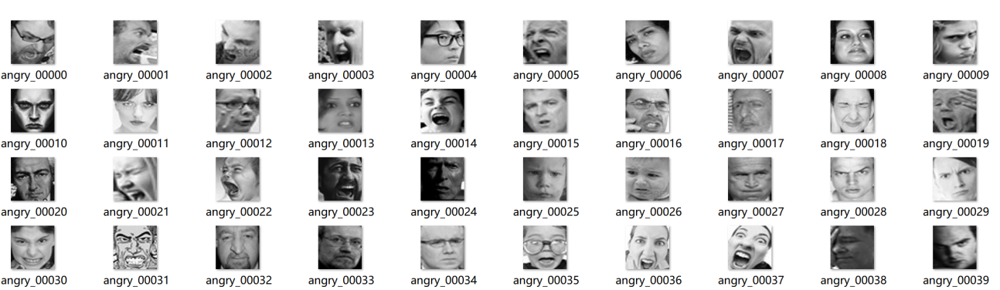 angry_00000 angry_00001 angry_00002 angry_00003 angry_00004 angry_00005 angry_00006 angry_00007 angry_00008 angry_00009
angry_00010 angry_00011 angry_00012 angry_00013 angry_00014 angry_00015 angry_00016 angry_00017 angry_00018 angry_00019
angry_00020 angry_00021 angry_00022 angry_00023 angry_00024 angry_00025 angry_00026 angry_00027 angry_00028 angry_00029
angry_00030 angry_00031 angry_00032 angry_00033 angry_00034 angry_00035 angry_00036 angry_00037 angry_00038 angry_00039